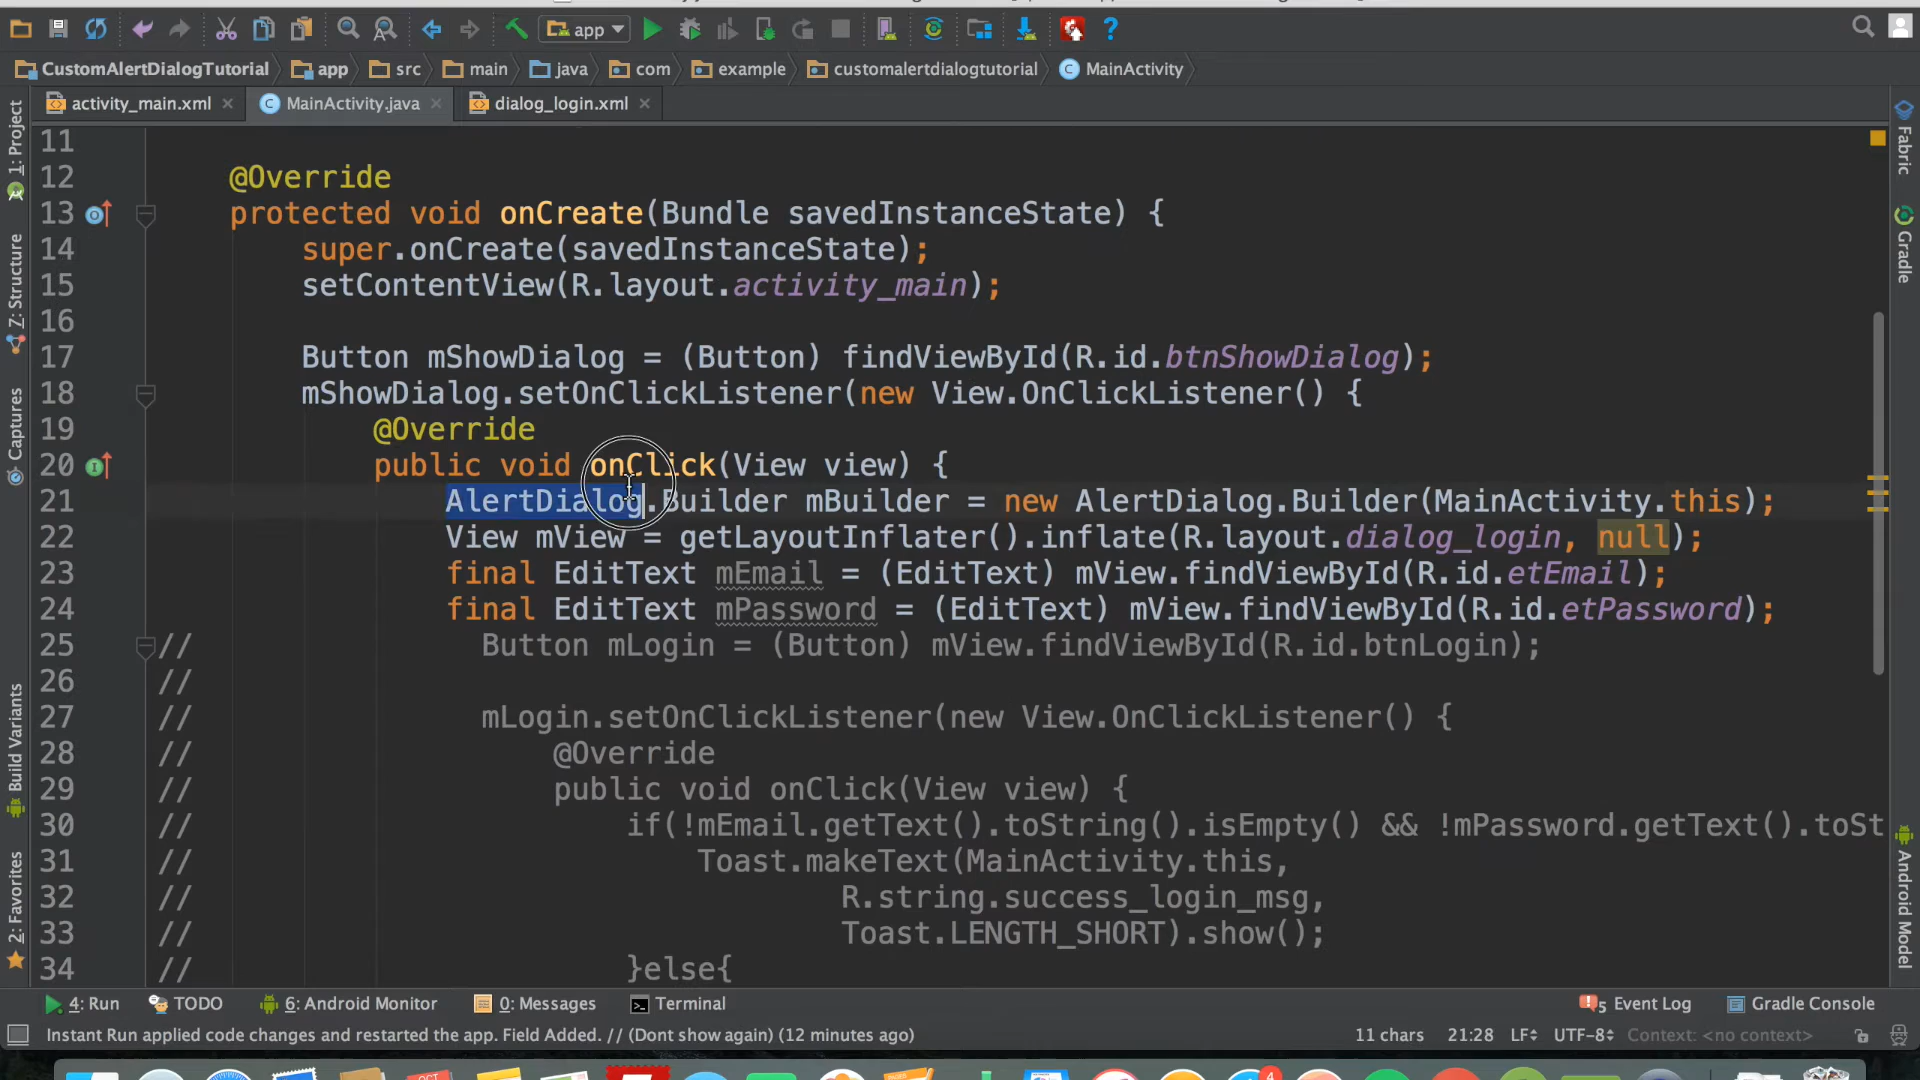 app
CustomAlertDialogTutorial app src main java com example customalertdialogtutorial MainActivity
activity_main.xml MainActivity.java dialog_login.xml
1: Project
Z: Structure
Captures
Build Variants
2: Favorites
Fabric
Gradle
Android Model
11
12 @Override
13 protected void onCreate(Bundle savedInstanceState) {
14 super.onCreate(savedInstanceState);
15 setContentView(R.layout.activity_main);
16
17 Button mShowDialog = (Button) findViewById(R.id.btnShowDialog);
18 mShowDialog.setOnClickListener(new View.OnClickListener() {
19 @Override
20 public void onClick(View view) {
21 AlertDialog.Builder mBuilder = new AlertDialog.Builder(MainActivity.this);
22 View mView = getLayoutInflater().inflate(R.layout.dialog_login, null);
23 final EditText mEmail = (EditText) mView.findViewById(R.id.etEmail);
24 final EditText mPassword = (EditText) mView.findViewById(R.id.etPassword);
25 // Button mLogin = (Button) mView.findViewById(R.id.btnLogin);
26 //
27 // mLogin.setOnClickListener(new View.OnClickListener() {
28 // @Override
29 // public void onClick(View view) {
30 // if(!mEmail.getText().toString().isEmpty() && !mPassword.getText().toSt
31 // Toast.makeText(MainActivity.this,
32 // R.string.success_login_msg,
33 // Toast.LENGTH_SHORT).show();
34 // }else{
4: Run TODO 6: Android Monitor 0: Messages Terminal 5 Event Log Gradle Console
Instant Run applied code changes and restarted the app. Field Added. // (Dont show again) (12 minutes ago) 11 chars 21:28 LF UTF-8 Context: <no context>